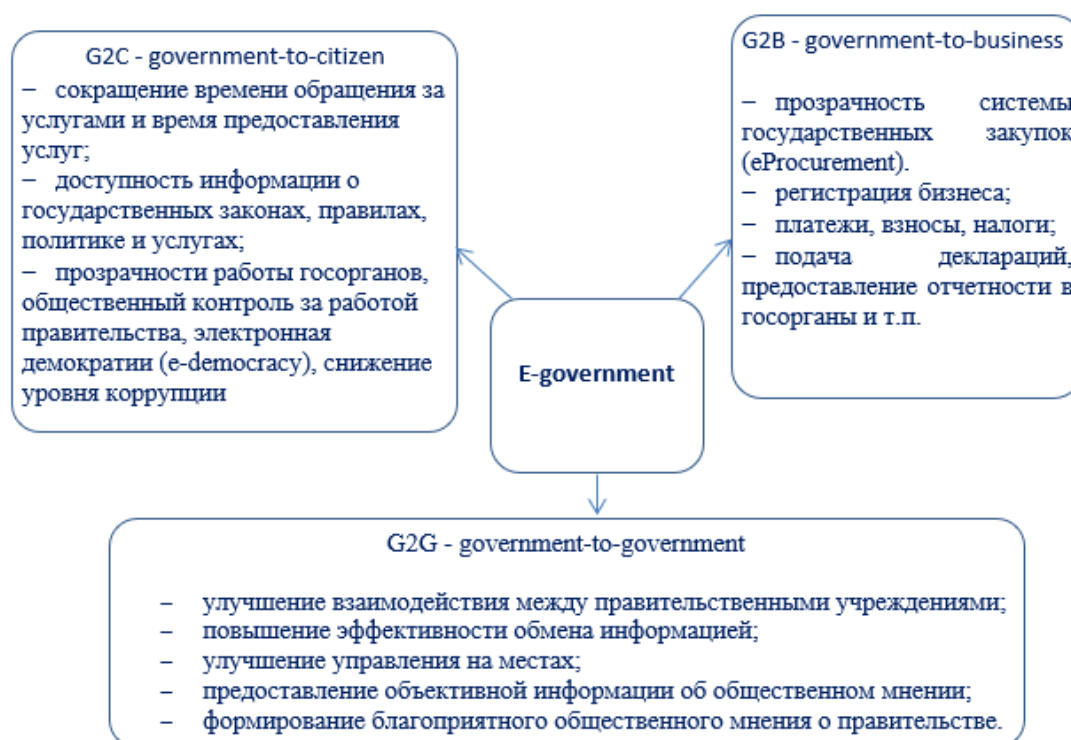 G2C - government-to-citizen
– сокращение времени обращения за
услугами и время предоставления
услуг;
– доступность информации о
государственных законах, правилах,
политике и услугах;
– прозрачности работы госорганов,
общественный контроль за работой
правительства, электронная
демократии (e-democracy), снижение
уровня коррупции
G2B - government-to-business
– прозрачность системы
государственных закупок
(eProcurement).
– регистрация бизнеса;
– платежи, взносы, налоги;
– подача деклараций,
предоставление отчетности в
госорганы и т.п.
E-government
G2G - government-to-government
– улучшение взаимодействия между правительственными учреждениями;
– повышение эффективности обмена информацией;
– улучшение управления на местах;
– предоставление объективной информации об общественном мнении;
– формирование благоприятного общественного мнения о правительстве.